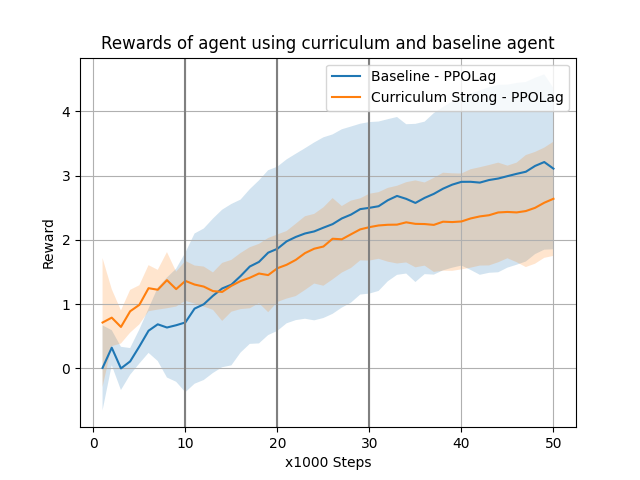 Rewards of agent using curriculum and baseline agent
Baseline - PPOLag
Curriculum Strong - PPOLag
Reward
4
3
2
1
0
0 10 20 30 40 50
x1000 Steps